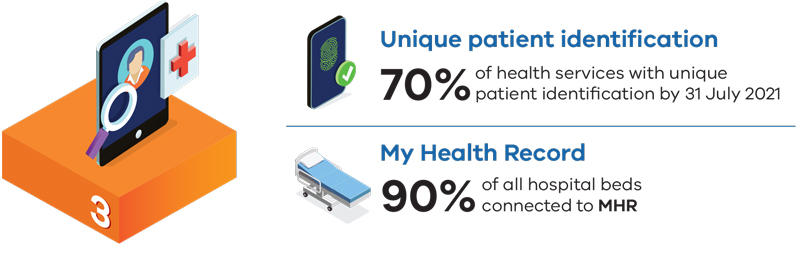 3
Unique patient identification
70% of health services with unique
patient identification by 31 July 2021
My Health Record
90% of all hospital beds
connected to MHR